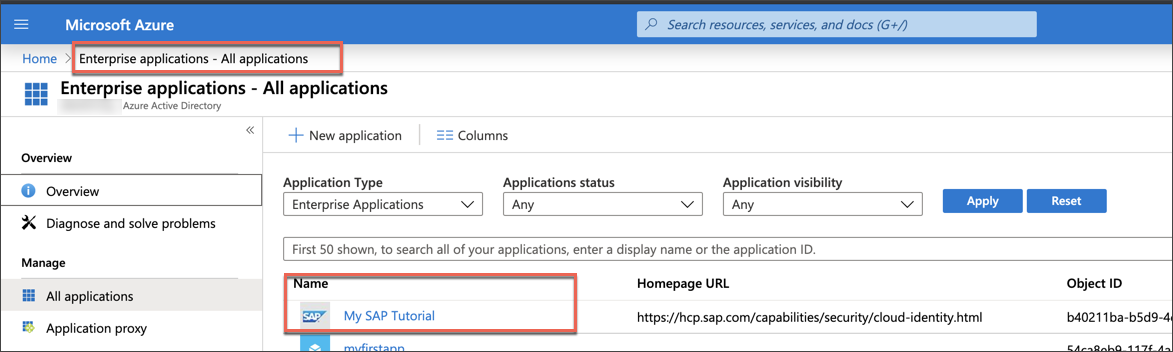 Microsoft Azure
Search resources, services, and docs (G+/)
Home > Enterprise applications - All applications
Enterprise applications - All applications
Azure Active Directory
«
New application
Columns
Overview
Overview
Diagnose and solve problems
Manage
All applications
Application proxy
Application Type
Applications status
Application visibility
Enterprise Applications
Any
Any
Apply
Reset
First 50 shown, to search all of your applications, enter a display name or the application ID.
Name
Homepage URL
Object ID
SAP
My SAP Tutorial
https://hcp.sap.com/capabilities/security/cloud-identity.html
b40211ba-b5d9-4
myfirstapp
54ca8eb9-117f-4a